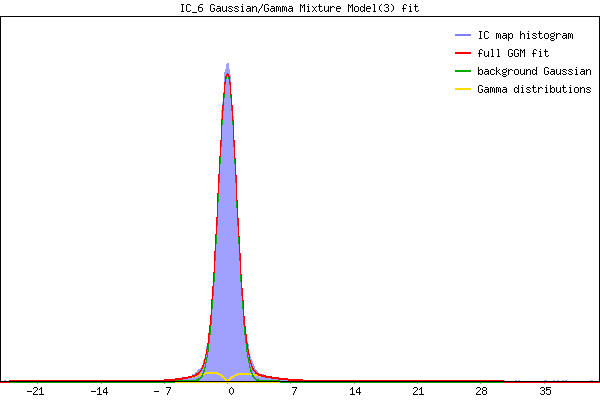 IC_6 Gaussian/Gamma Mixture Model(3) fit
IC map histogram
full GGM fit
background Gaussian
Gamma distributions
-21 -14 - 7 0 7 14 21 28 35